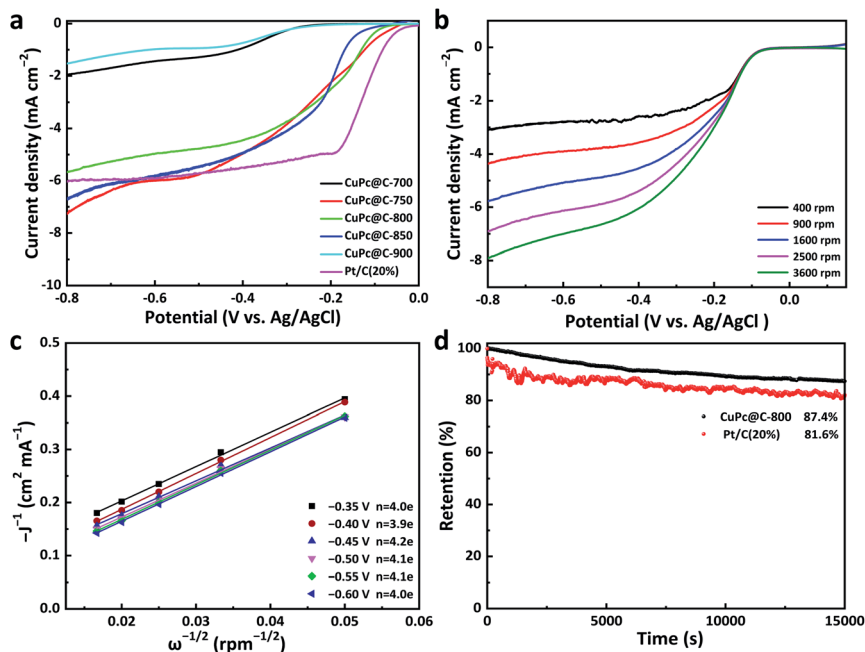 a
0
-2
-4
-6
-8
-10
Current density (mA cm⁻²)
CuPc@C-700
CuPc@C-750
CuPc@C-800
CuPc@C-850
CuPc@C-900
Pt/C(20%)
-0.8 -0.6 -0.4 -0.2 0.0
Potential (V vs. Ag/AgCl)
b
0
-2
-4
-6
-8
Current density (mA cm⁻²)
400 rpm
900 rpm
1600 rpm
2500 rpm
3600 rpm
-0.8 -0.6 -0.4 -0.2 0.0
Potential (V vs. Ag/AgCl )
c
0.5
0.4
0.3
0.2
0.1
0.0
-J⁻¹ (cm² mA⁻¹)
−0.35 V n=4.0e
−0.40 V n=3.9e
−0.45 V n=4.2e
−0.50 V n=4.1e
−0.55 V n=4.1e
−0.60 V n=4.0e
0.02 0.03 0.04 0.05 0.06
ω⁻¹/² (rpm⁻¹/²)
d
100
80
60
40
20
0
Retention (%)
CuPc@C-800 87.4%
Pt/C(20%) 81.6%
0 5000 10000 15000
Time (s)